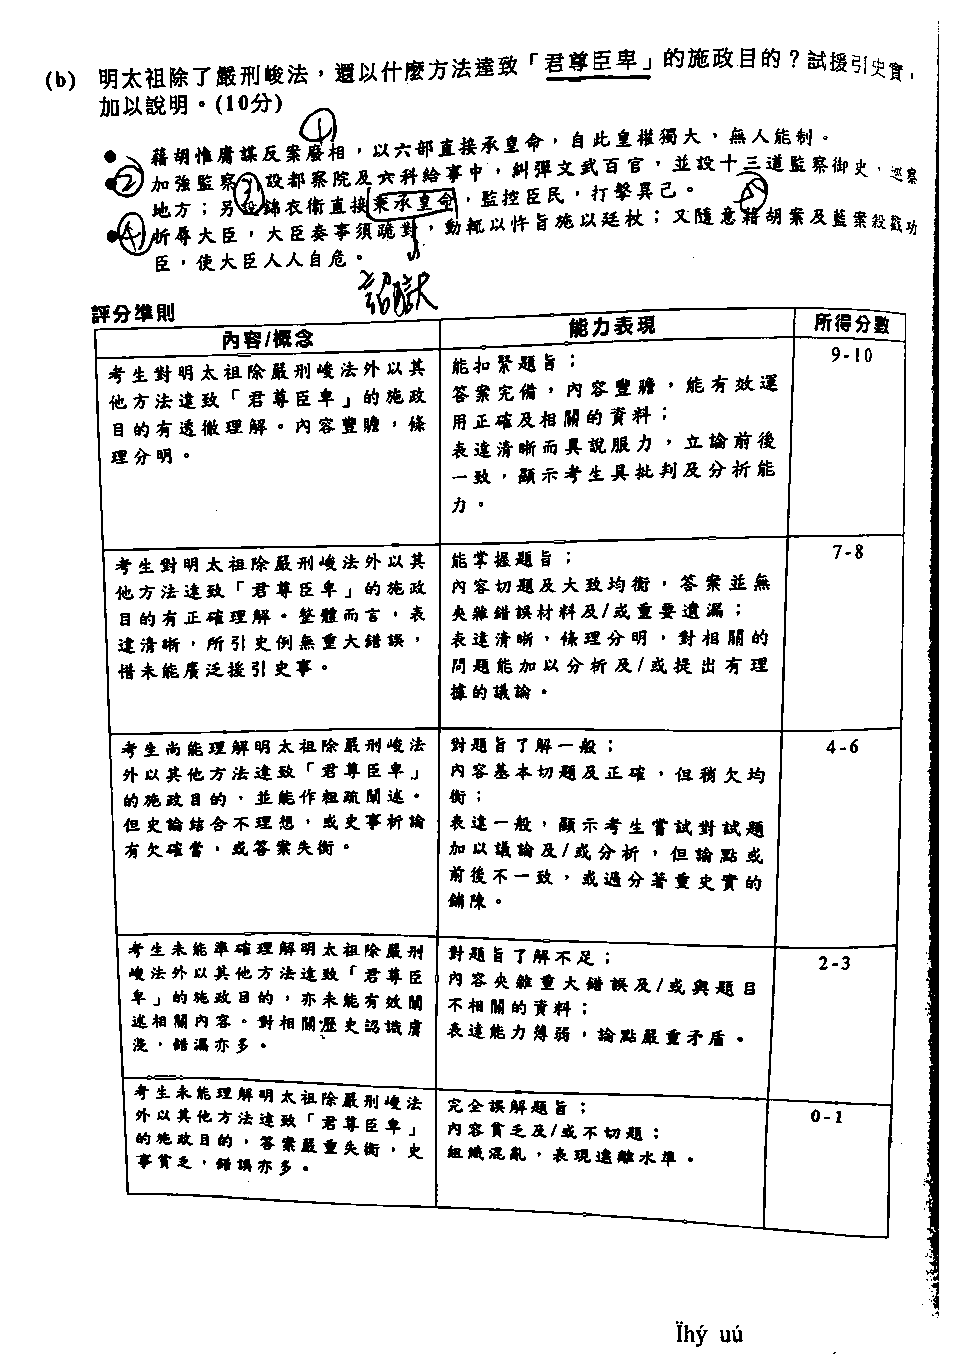 (b) 明太祖除了嚴刑峻法，還以什麼方法達致「君尊臣卑」的施政目的？試援引史實，
加以說明。(10分)
①
● 藉胡惟庸謀反案廢相，以六部直接承皇命，自此皇權獨大，無人能制。
● ② 加強監察，設都察院及六科給事中，糾彈文武百官，並設十三道監察御史，巡察
地方；另設錦衣衛直接秉承皇命，監控臣民，打擊異己。
● ④ 折辱大臣，大臣奏事須跪對，動輒以忤旨施以廷杖；又隨意藉胡案及藍案殺戮功
臣，使大臣人人自危。
詔獄
評分準則
內容/概念 能力表現 所得分數
考生對明太祖除嚴刑峻法外以其
他方法達致「君尊臣卑」的施政
目的有透徹理解。內容豐贍，條
理分明。
能扣緊題旨；
答案完備，內容豐贍，能有效運
用正確及相關的資料；
表達清晰而具說服力，立論前後
一致，顯示考生具批判及分析能
力。
9-10
考生對明太祖除嚴刑峻法外以其
他方法達致「君尊臣卑」的施政
目的有正確理解。整體而言，表
達清晰，所引史例無重大錯誤，
惜未能廣泛援引史事。
能掌握題旨；
內容切題及大致均衡，答案並無
夾雜錯誤材料及/或重要遺漏；
表達清晰，條理分明，對相關的
問題能加以分析及/或提出有理
據的議論。
7-8
考生尚能理解明太祖除嚴刑峻法
外以其他方法達致「君尊臣卑」
的施政目的，並能作粗疏闡述。
但史論結合不理想，或史事析論
有欠確當，或答案失衡。
對題旨了解一般；
內容基本切題及正確，但稍欠均
衡；
表達一般，顯示考生嘗試對試題
加以議論及/或分析，但論點或
前後不一致，或過分著重史實的
鋪陳。
4-6
考生未能準確理解明太祖除嚴刑
峻法外以其他方法達致「君尊臣
卑」的施政目的，亦未能有效闡
述相關內容。對相關歷史認識膚
淺，錯漏亦多。
對題旨了解不足；
內容夾雜重大錯誤及/或與題目
不相關的資料；
表達能力薄弱，論點嚴重矛盾。
2-3
考生未能理解明太祖除嚴刑峻法
外以其他方法達致「君尊臣卑」
的施政目的，答案嚴重失衡，史
事貧乏，錯誤亦多。
完全誤解題旨；
內容貧乏及/或不切題；
組織混亂，表現遠離水準。
0-1
Ïhý uú